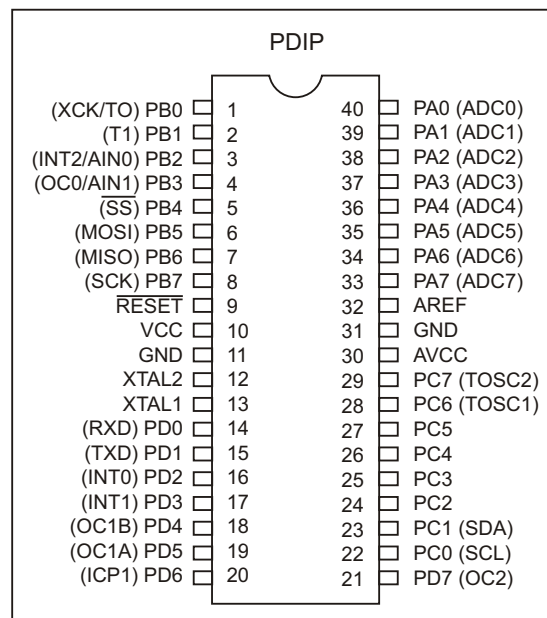 PDIP
(XCK/TO) PB0 1 40 PA0 (ADC0)
(T1) PB1 2 39 PA1 (ADC1)
(INT2/AIN0) PB2 3 38 PA2 (ADC2)
(OC0/AIN1) PB3 4 37 PA3 (ADC3)
(SS) PB4 5 36 PA4 (ADC4)
(MOSI) PB5 6 35 PA5 (ADC5)
(MISO) PB6 7 34 PA6 (ADC6)
(SCK) PB7 8 33 PA7 (ADC7)
RESET 9 32 AREF
VCC 10 31 GND
GND 11 30 AVCC
XTAL2 12 29 PC7 (TOSC2)
XTAL1 13 28 PC6 (TOSC1)
(RXD) PD0 14 27 PC5
(TXD) PD1 15 26 PC4
(INT0) PD2 16 25 PC3
(INT1) PD3 17 24 PC2
(OC1B) PD4 18 23 PC1 (SDA)
(OC1A) PD5 19 22 PC0 (SCL)
(ICP1) PD6 20 21 PD7 (OC2)